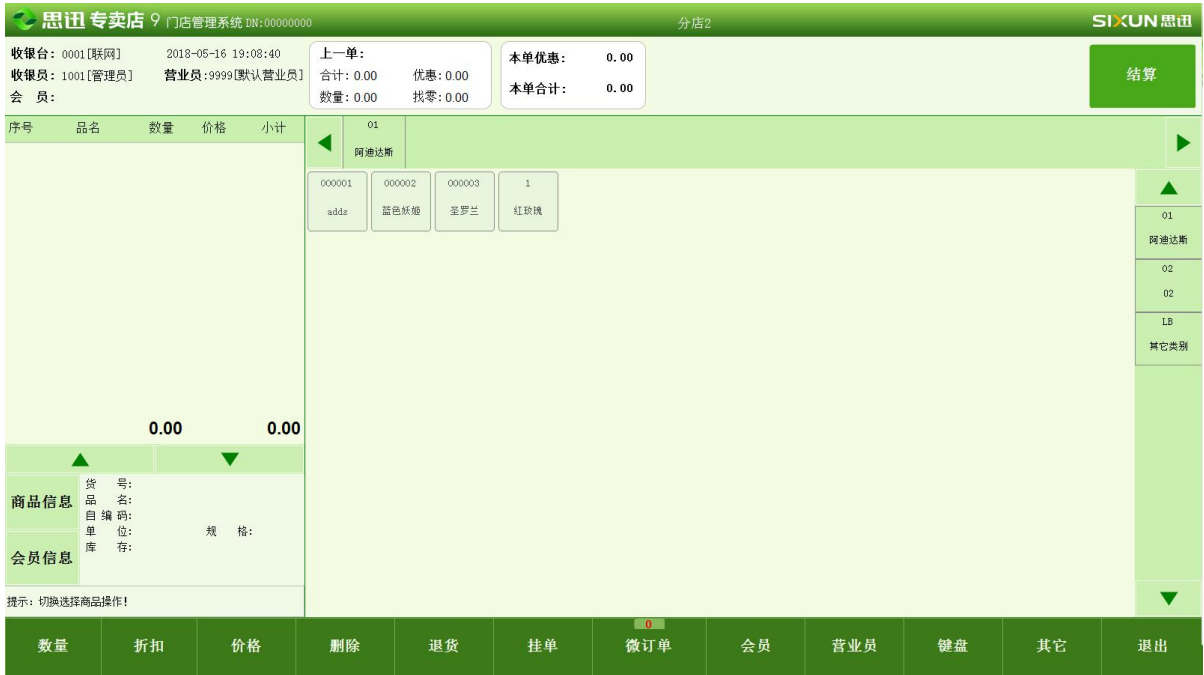 思迅 专卖店 9 门店管理系统 DN:00000000 分店2 SIXUN思迅
收银台: 0001[联网] 2018-05-16 19:08:40
收银员: 1001[管理员] 营业员:9999[默认营业员]
会 员:
上一单:
合计: 0.00 优惠: 0.00
数量: 0.00 找零: 0.00
本单优惠: 0.00
本单合计: 0.00
结算
序号 品名 数量 价格 小计
01
阿迪达斯
000001
adds
000002
蓝色妖姬
000003
圣罗兰
1
红玫瑰
01
阿迪达斯
02
02
LB
其它类别
0.00 0.00
商品信息
会员信息
货 号:
品 名:
自编码:
单 位: 规 格:
库 存:
提示: 切换选择商品操作!
0
数量 折扣 价格 删除 退货 挂单 微订单 会员 营业员 键盘 其它 退出